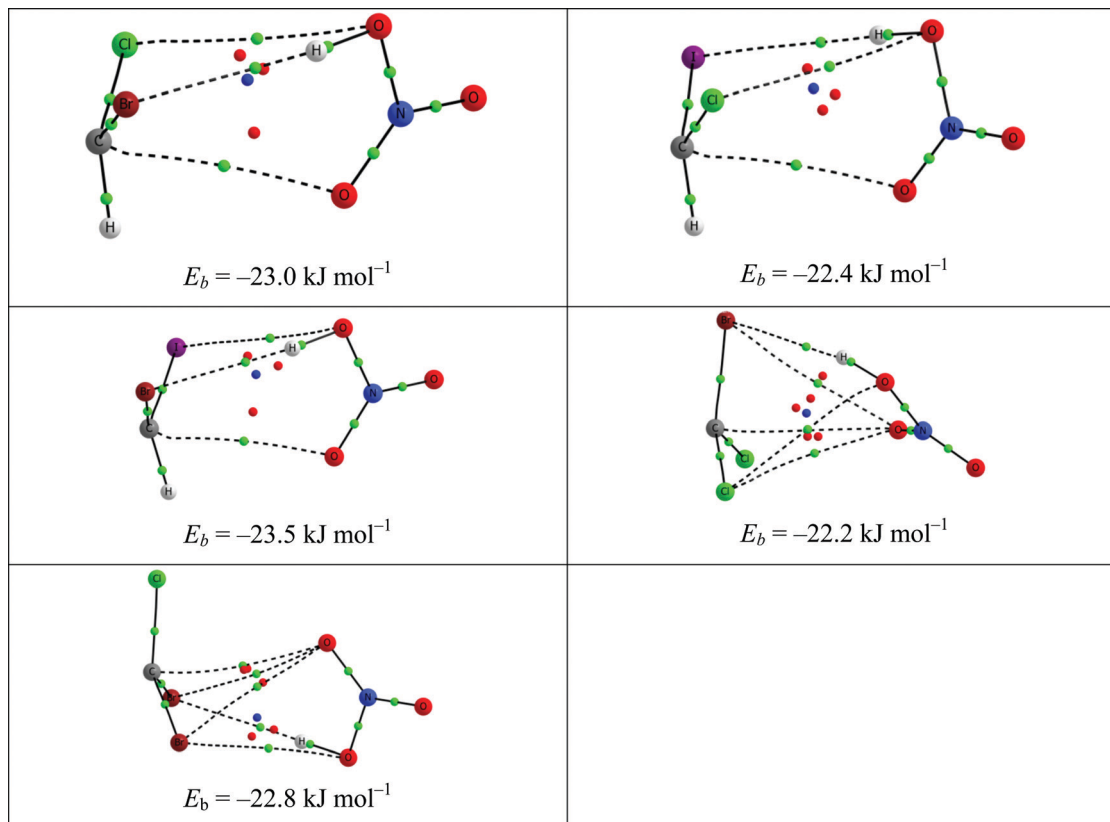 Cl
O
H
Br
O
N
C
O
H
E_b = –23.0 kJ mol⁻¹
I
H
O
Cl
N
O
C
O
H
E_b = –22.4 kJ mol⁻¹
I
O
H
Br
O
N
C
O
H
E_b = –23.5 kJ mol⁻¹
Br
H
O
C
O
N
Cl
O
Cl
E_b = –22.2 kJ mol⁻¹
Cl
O
C
Br
N
O
Br
H
O
E_b = –22.8 kJ mol⁻¹